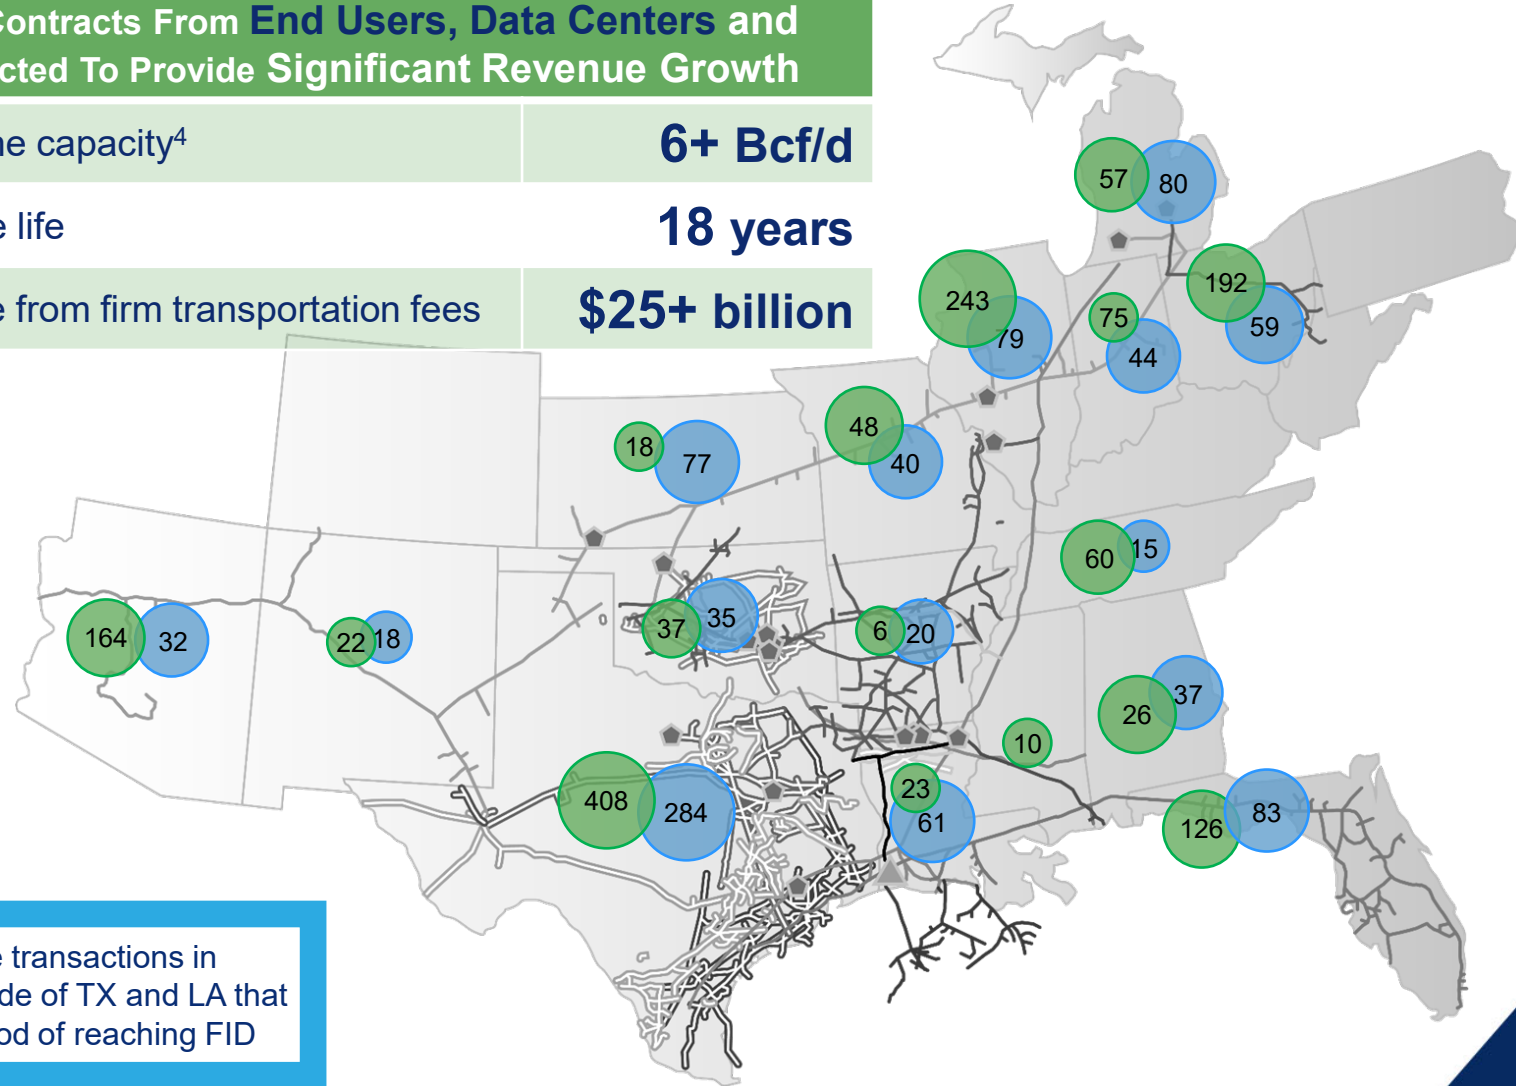 Contracts From End Users, Data Centers and
cted To Provide Significant Revenue Growth
ne capacity4 6+ Bcf/d
e life 18 years
e from firm transportation fees $25+ billion
57 80
243 79
75 44
192 59
18 77
48 40
60 15
164 32
22 18
37 35
6 20
26 37
10
408 284
23
61
126 83
e transactions in
de of TX and LA that
od of reaching FID